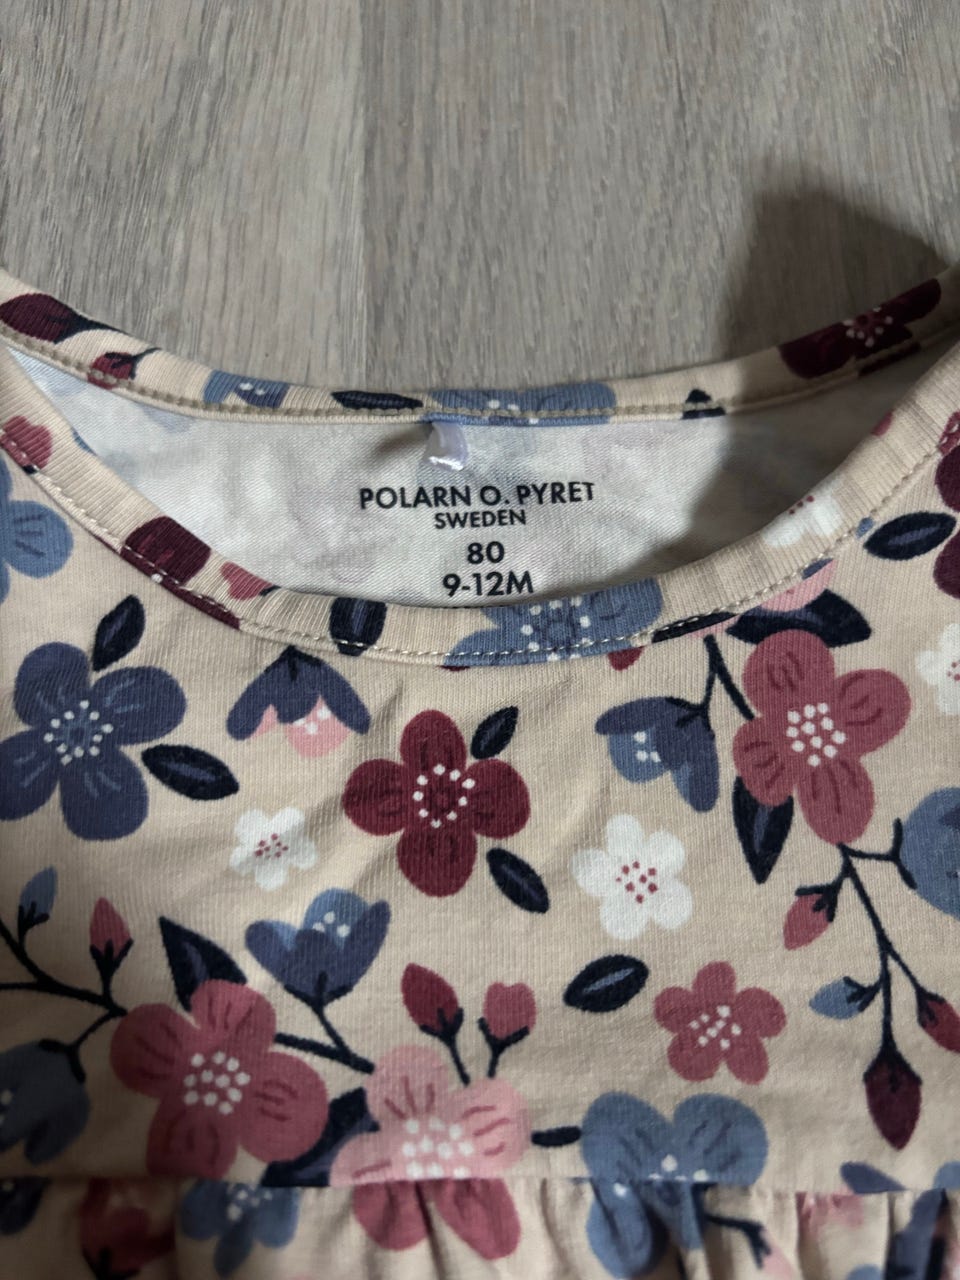 POLARN O. PYRET
SWEDEN
80
9-12M